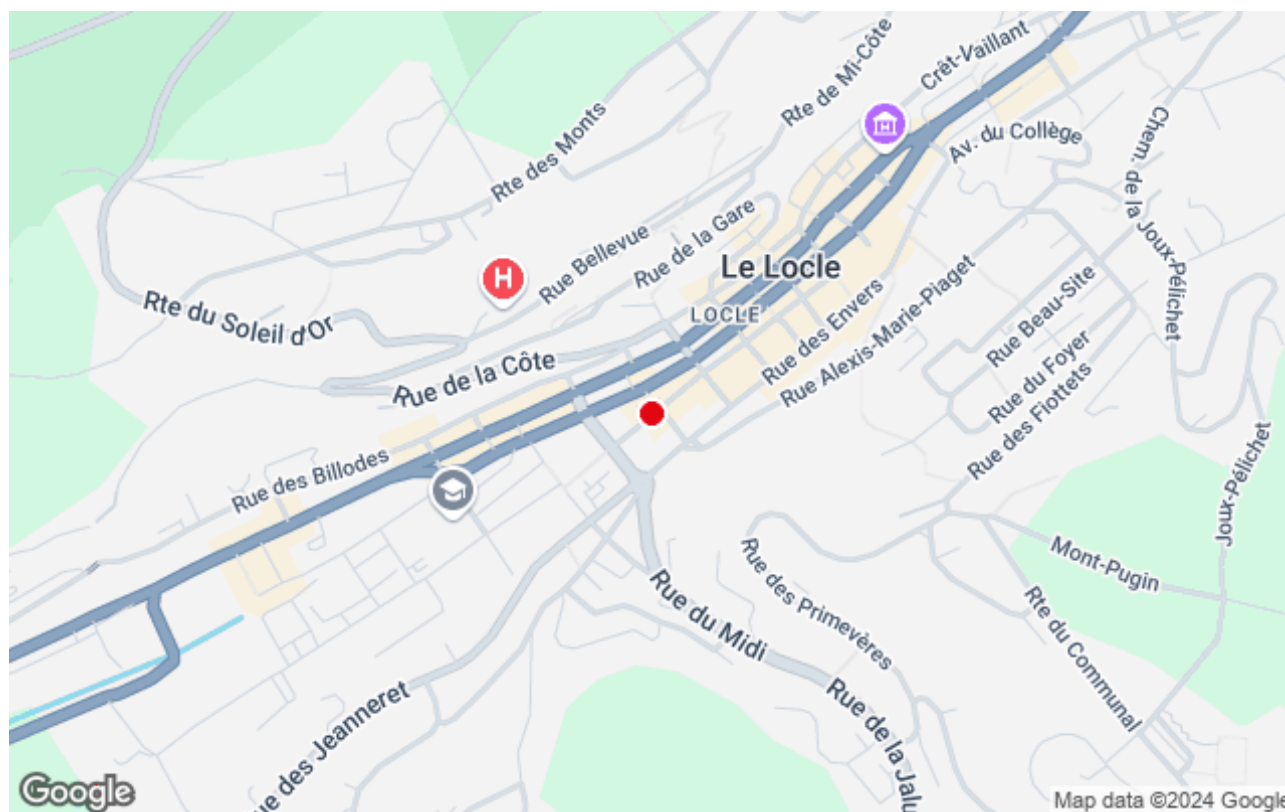 Crêt-Vaillant
Rte de Mi-Côte
Rte des Monts
Av. du Collège
Chem. de la Joux-Pélichet
Rue de la Gare
Rue Bellevue
H
Le Locle
LOCLE
Rte du Soleil d'Or
Rue des Envers
Rue Alexis-Marie-Piaget
Rue Beau-Site
Rue de la Côte
Rue du Foyer
Rue des Fiottets
Rue des Billodes
Joux-Pélichet
Mont-Pugin
Rue des Primevères
Rue du Midi
Rte du Communal
ue des Jeanneret
Rue de la Jalu
Google
Map data ©2024 Google